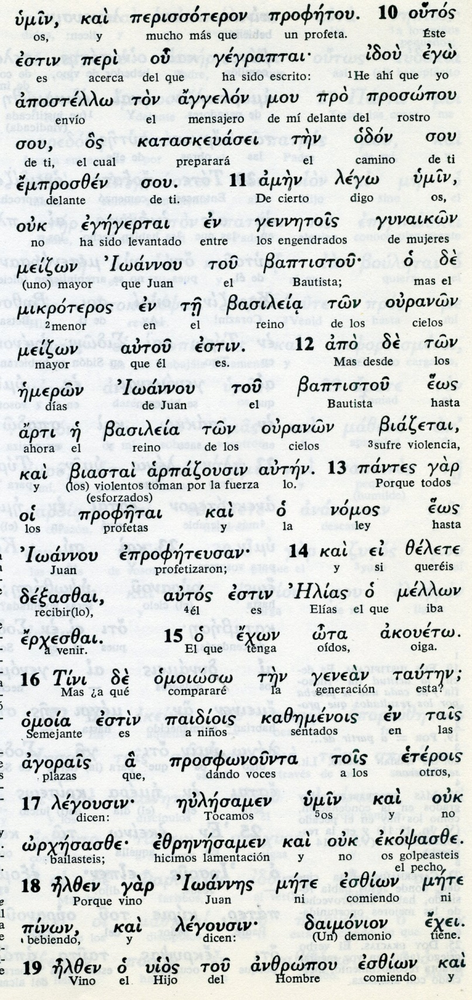 ὑμῖν, καὶ περισσότερον προφήτου. 10 οὗτός
os, y mucho más que un profeta. Éste
ἐστιν περὶ οὗ γέγραπται· ἰδοὺ ἐγὼ
es acerca del que ha sido escrito: 1He ahí que yo
ἀποστέλλω τὸν ἄγγελόν μου πρὸ προσώπου
envío el mensajero de mí delante del rostro
σου, ὃς κατασκευάσει τὴν ὁδόν σου
de ti, el cual preparará el camino de ti
ἔμπροσθέν σου. 11 ἀμὴν λέγω ὑμῖν,
delante de ti. De cierto digo os,
οὐκ ἐγήγερται ἐν γεννητοῖς γυναικῶν
no ha sido levantado entre los engendrados de mujeres
μείζων Ἰωάννου τοῦ βαπτιστοῦ· ὁ δὲ
(uno) mayor que Juan el Bautista; mas el
μικρότερος ἐν τῇ βασιλείᾳ τῶν οὐρανῶν
2menor en el reino de los cielos
μείζων αὐτοῦ ἐστιν. 12 ἀπὸ δὲ τῶν
mayor que él es. Mas desde los
ἡμερῶν Ἰωάννου τοῦ βαπτιστοῦ ἕως
días de Juan el Bautista hasta
ἄρτι ἡ βασιλεία τῶν οὐρανῶν βιάζεται,
ahora el reino de los cielos 3sufre violencia,
καὶ βιασταὶ ἁρπάζουσιν αὐτήν. 13 πάντες γὰρ
y (los) violentos toman por la fuerza lo. Porque todos
(esforzados)
οἱ προφῆται καὶ ὁ νόμος ἕως
los profetas y la ley hasta
Ἰωάννου ἐπροφήτευσαν· 14 καὶ εἰ θέλετε
Juan profetizaron; y si queréis
δέξασθαι, αὐτός ἐστιν Ἠλίας ὁ μέλλων
recibir(lo), 4él es Elías el que iba
ἔρχεσθαι. 15 ὁ ἔχων ὦτα ἀκουέτω.
a venir. El que tenga oídos, oiga.
16 Τίνι δὲ ὁμοιώσω τὴν γενεὰν ταύτην;
Mas ¿a qué compararé la generación esta?
ὁμοία ἐστὶν παιδίοις καθημένοις ἐν ταῖς
Semejante es a niños sentados en las
ἀγοραῖς ἃ προσφωνοῦντα τοῖς ἑτέροις
plazas que, dando voces a los otros,
17 λέγουσιν· ηὐλήσαμεν ὑμῖν καὶ οὐκ
dicen: Tocamos 5os y no
ὠρχήσασθε· ἐθρηνήσαμεν καὶ οὐκ ἐκόψασθε.
bailasteis; hicimos lamentación y no os golpeasteis
el pecho.
18 ἦλθεν γὰρ Ἰωάννης μήτε ἐσθίων μήτε
Porque vino Juan ni comiendo ni
πίνων, καὶ λέγουσιν· δαιμόνιον ἔχει.
bebiendo, y dicen: (Un) demonio tiene.
19 ἦλθεν ὁ υἱὸς τοῦ ἀνθρώπου ἐσθίων καὶ
Vino el Hijo del Hombre comiendo y